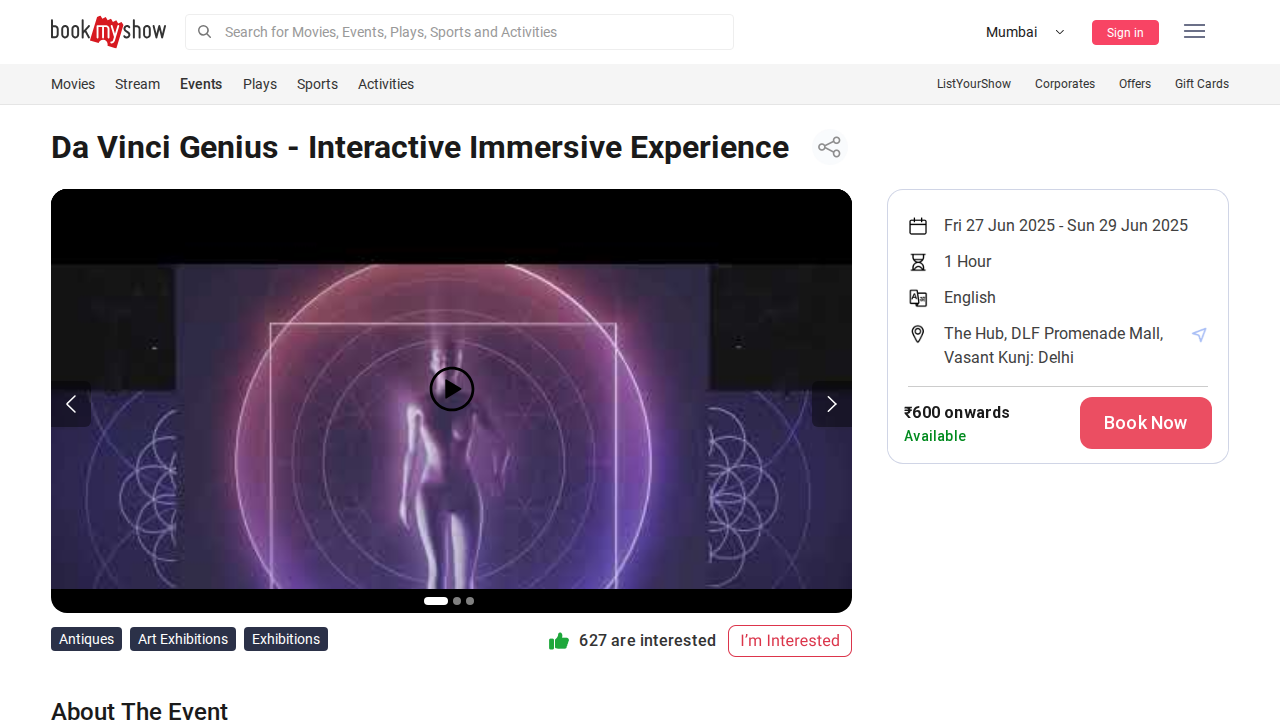 book my show
Search for Movies, Events, Plays, Sports and Activities
Mumbai
Sign in
Movies
Stream
Events
Plays
Sports
Activities
ListYourShow
Corporates
Offers
Gift Cards
Da Vinci Genius - Interactive Immersive Experience
Fri 27 Jun 2025 - Sun 29 Jun 2025
1 Hour
English
The Hub, DLF Promenade Mall,
Vasant Kunj: Delhi
₹600 onwards
Available
Book Now
Antiques
Art Exhibitions
Exhibitions
627 are interested
I'm Interested
About The Event